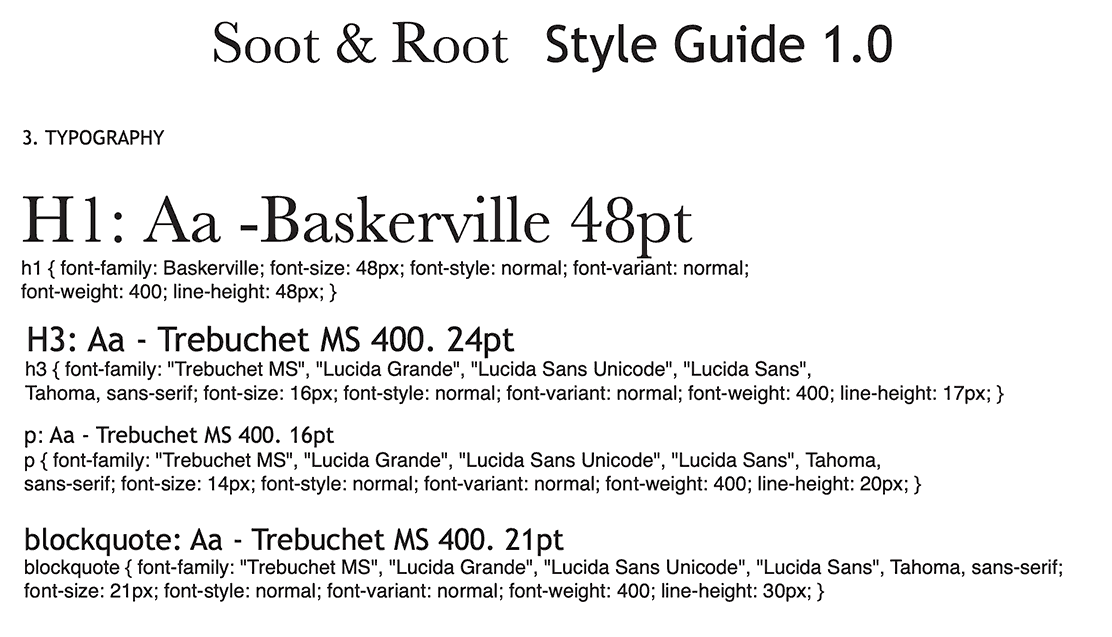 Soot & Root Style Guide 1.0
3. TYPOGRAPHY
H1: Aa -Baskerville 48pt
h1 { font-family: Baskerville; font-size: 48px; font-style: normal; font-variant: normal;
font-weight: 400; line-height: 48px; }
H3: Aa - Trebuchet MS 400. 24pt
h3 { font-family: "Trebuchet MS", "Lucida Grande", "Lucida Sans Unicode", "Lucida Sans",
Tahoma, sans-serif; font-size: 16px; font-style: normal; font-variant: normal; font-weight: 400; line-height: 17px; }
p: Aa - Trebuchet MS 400. 16pt
p { font-family: "Trebuchet MS", "Lucida Grande", "Lucida Sans Unicode", "Lucida Sans", Tahoma,
sans-serif; font-size: 14px; font-style: normal; font-variant: normal; font-weight: 400; line-height: 20px; }
blockquote: Aa - Trebuchet MS 400. 21pt
blockquote { font-family: "Trebuchet MS", "Lucida Grande", "Lucida Sans Unicode", "Lucida Sans", Tahoma, sans-serif;
font-size: 21px; font-style: normal; font-variant: normal; font-weight: 400; line-height: 30px; }